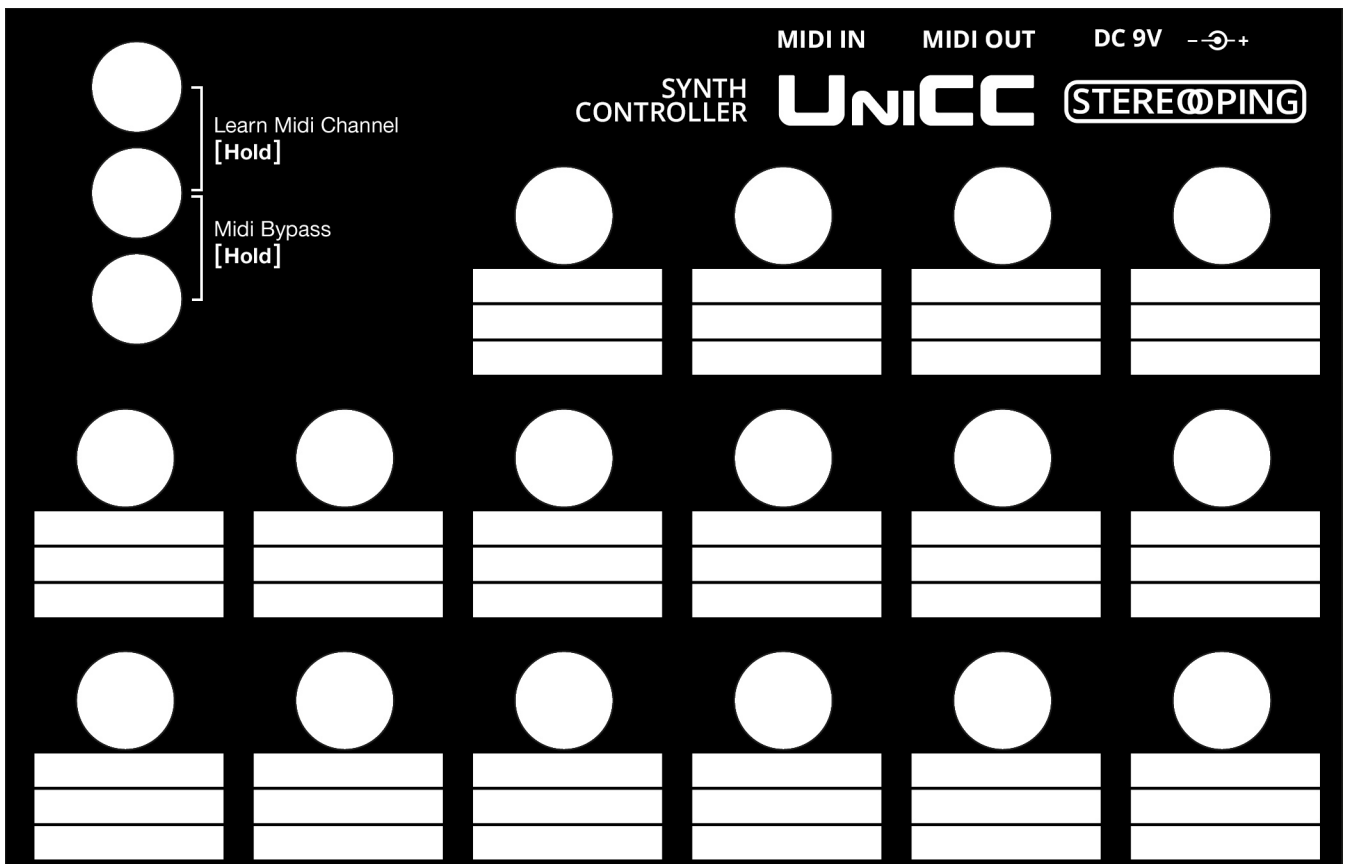 MIDI IN MIDI OUT DC 9V - +
SYNTH
CONTROLLER
UNICC
STEREOPING
Learn Midi Channel
[Hold]
Midi Bypass
[Hold]